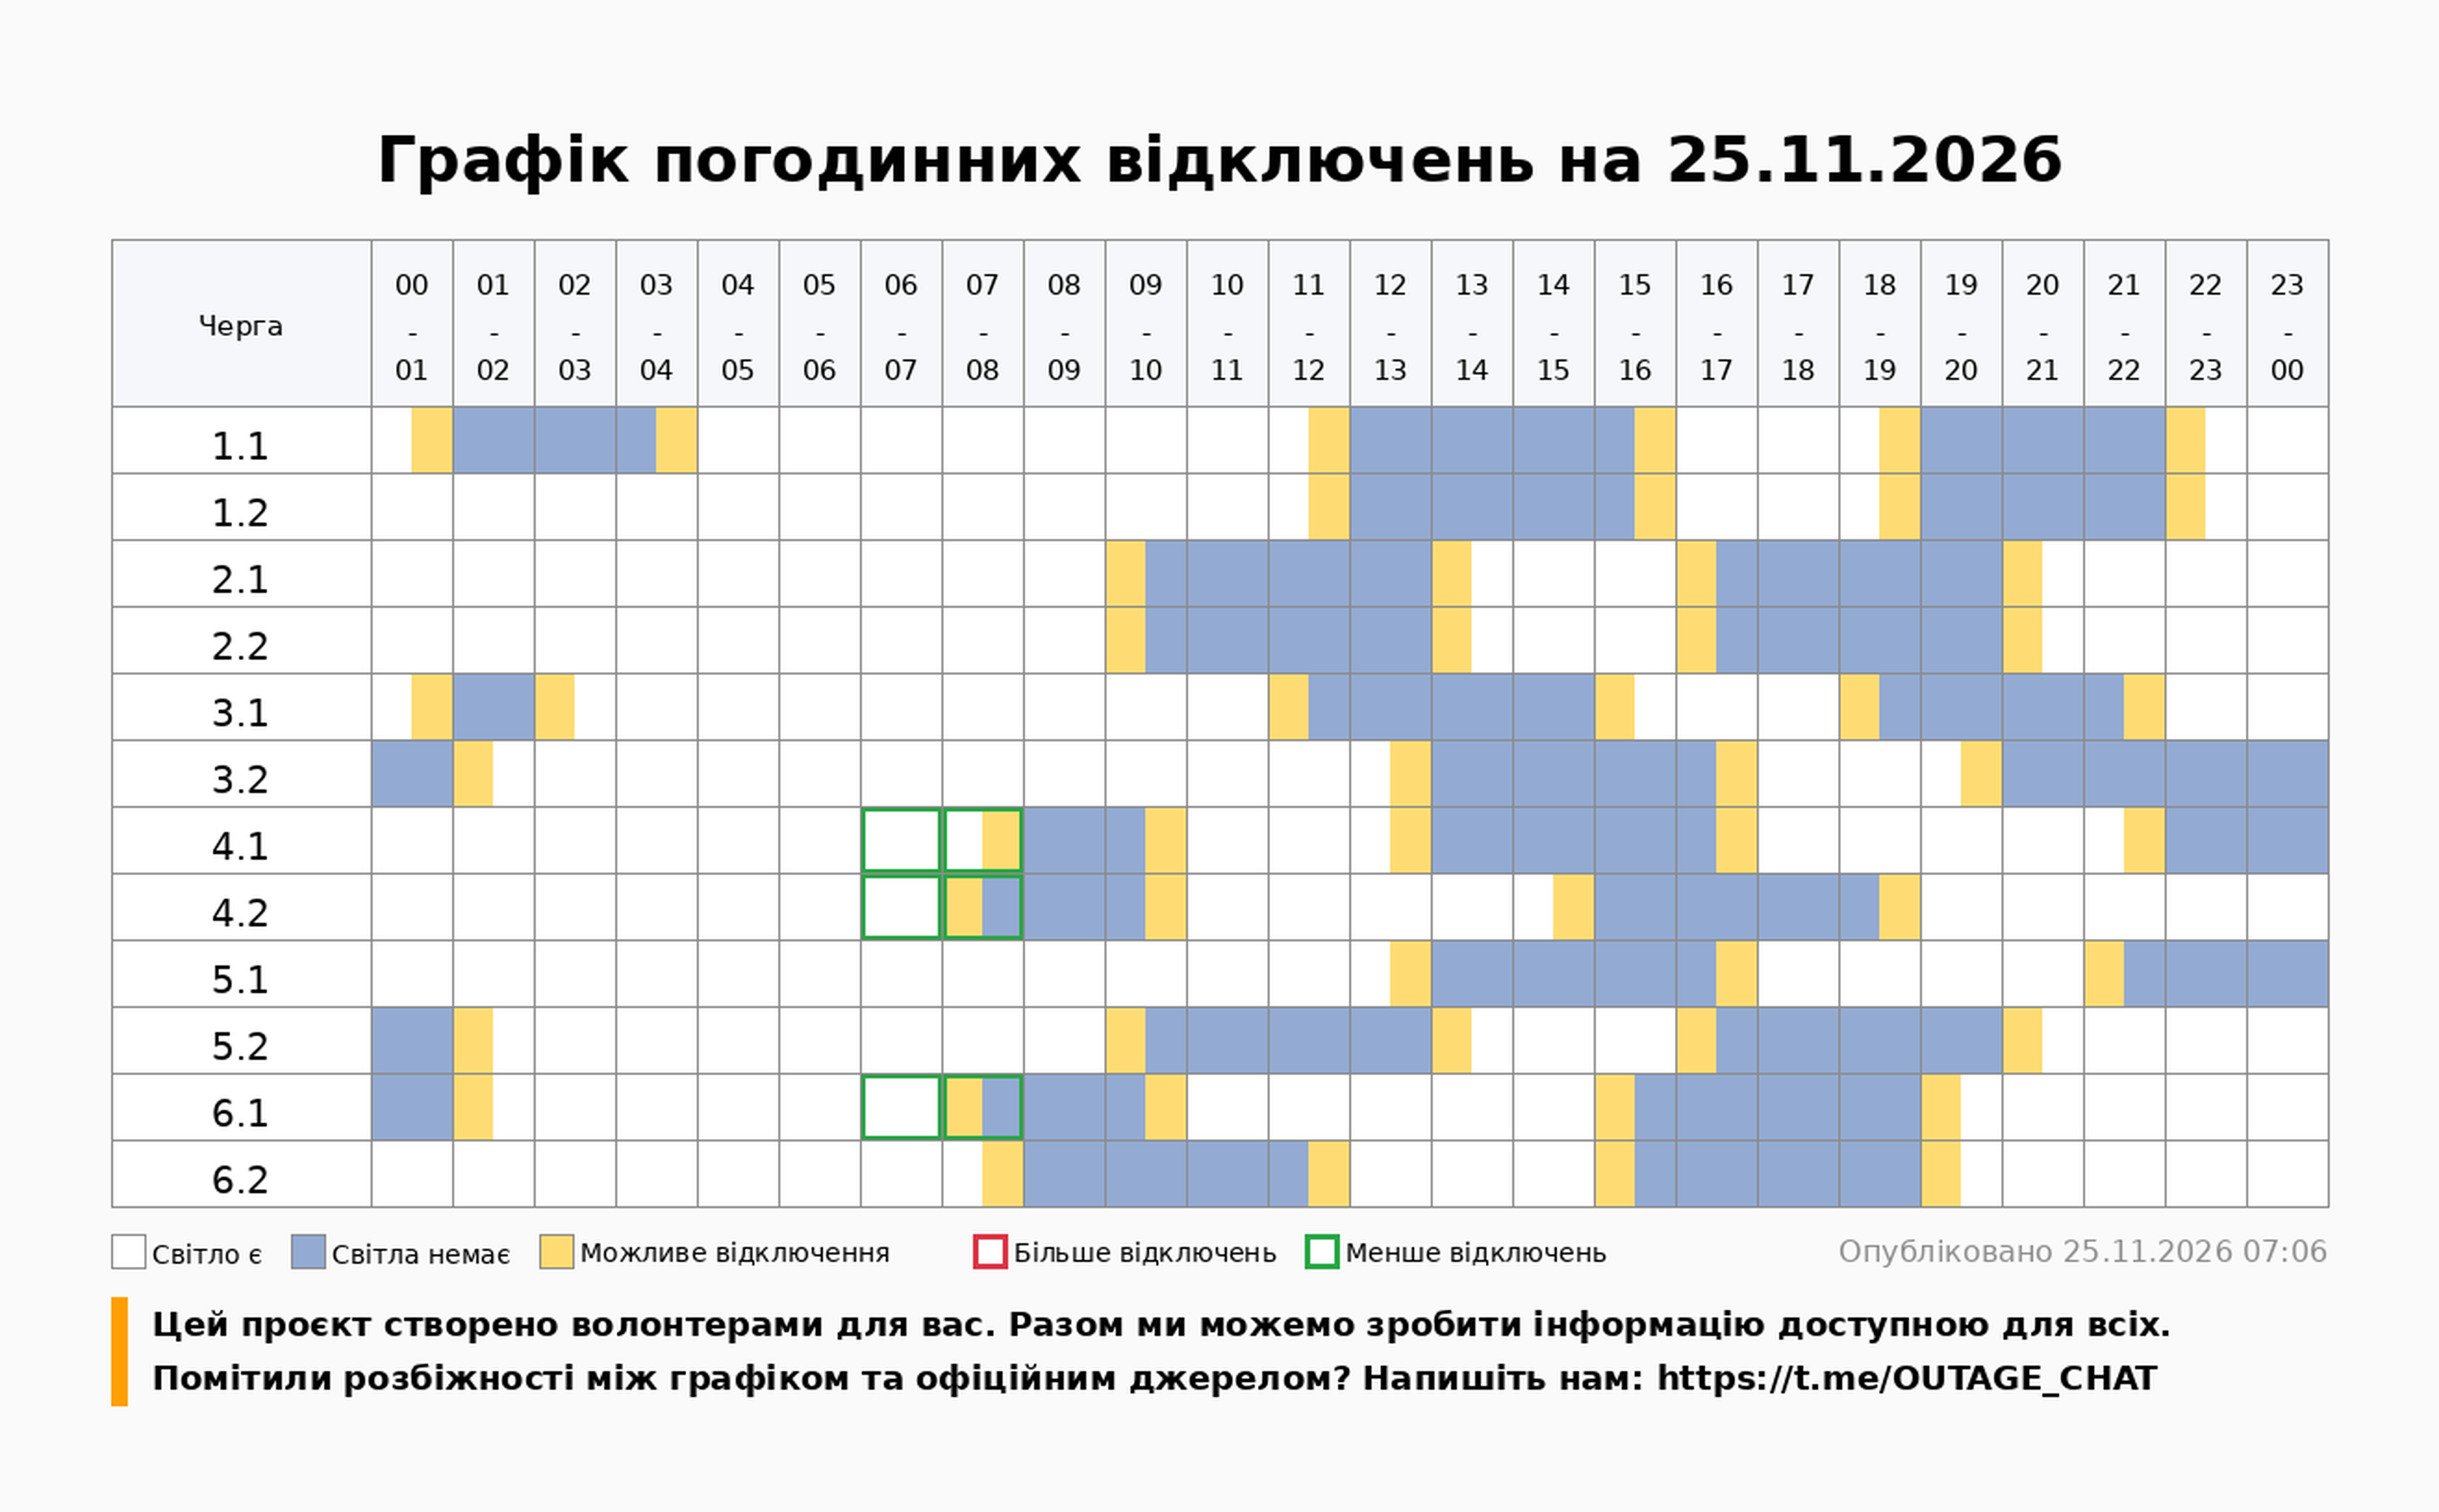 Графік погодинних відключень на 25.11.2026
Черга
00 - 01
01 - 02
02 - 03
03 - 04
04 - 05
05 - 06
06 - 07
07 - 08
08 - 09
09 - 10
10 - 11
11 - 12
12 - 13
13 - 14
14 - 15
15 - 16
16 - 17
17 - 18
18 - 19
19 - 20
20 - 21
21 - 22
22 - 23
23 - 00
1.1
1.2
2.1
2.2
3.1
3.2
4.1
4.2
5.1
5.2
6.1
6.2
Світло є
Світла немає
Можливе відключення
Більше відключень
Менше відключень
Опубліковано 25.11.2026 07:06
Цей проєкт створено волонтерами для вас. Разом ми можемо зробити інформацію доступною для всіх.
Помітили розбіжності між графіком та офіційним джерелом? Напишіть нам: https://t.me/OUTAGE_CHAT